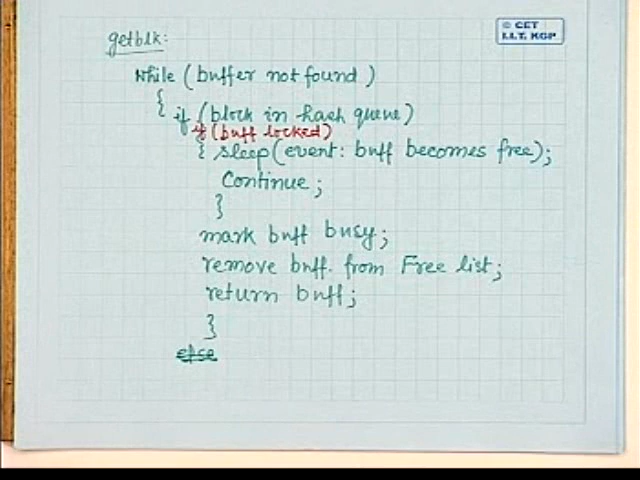 © CET
I.I.T. KGP
getblk:
While (buffer not found)
{ if (block in hash queue)
if (buff locked)
{ sleep (event: buff becomes free);
Continue;
}
mark buff busy;
remove buff. from Free list;
return buff;
}
else